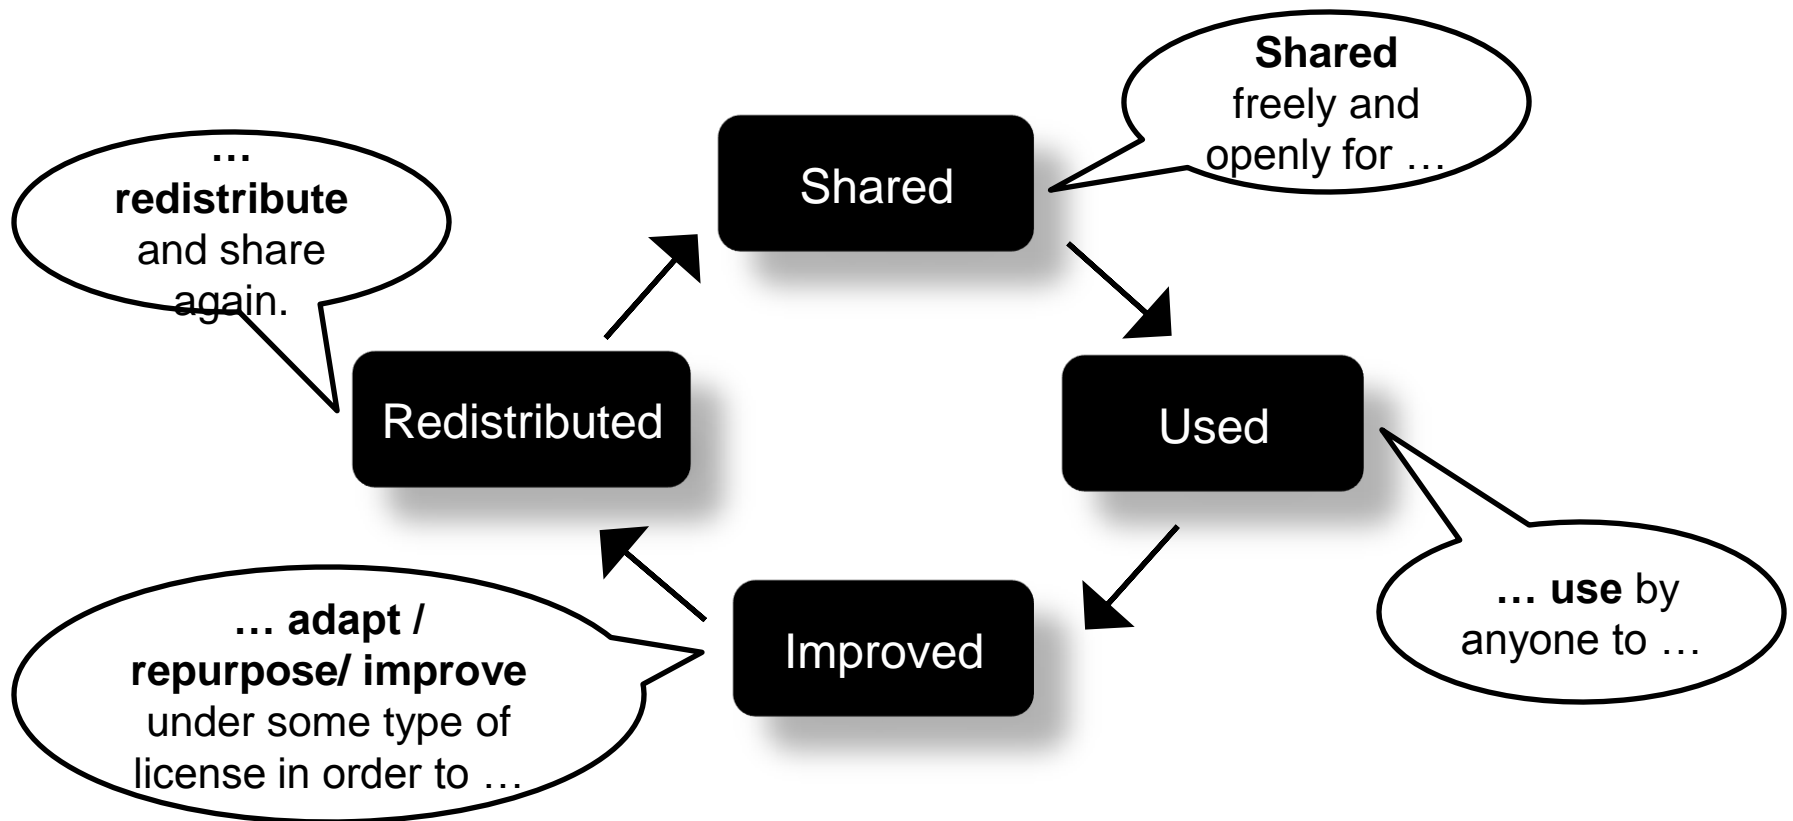 Shared
freely and
openly for …
Shared
…
redistribute
and share
again.
Redistributed
Used
… use by
anyone to …
Improved
… adapt /
repurpose/ improve
under some type of
license in order to …